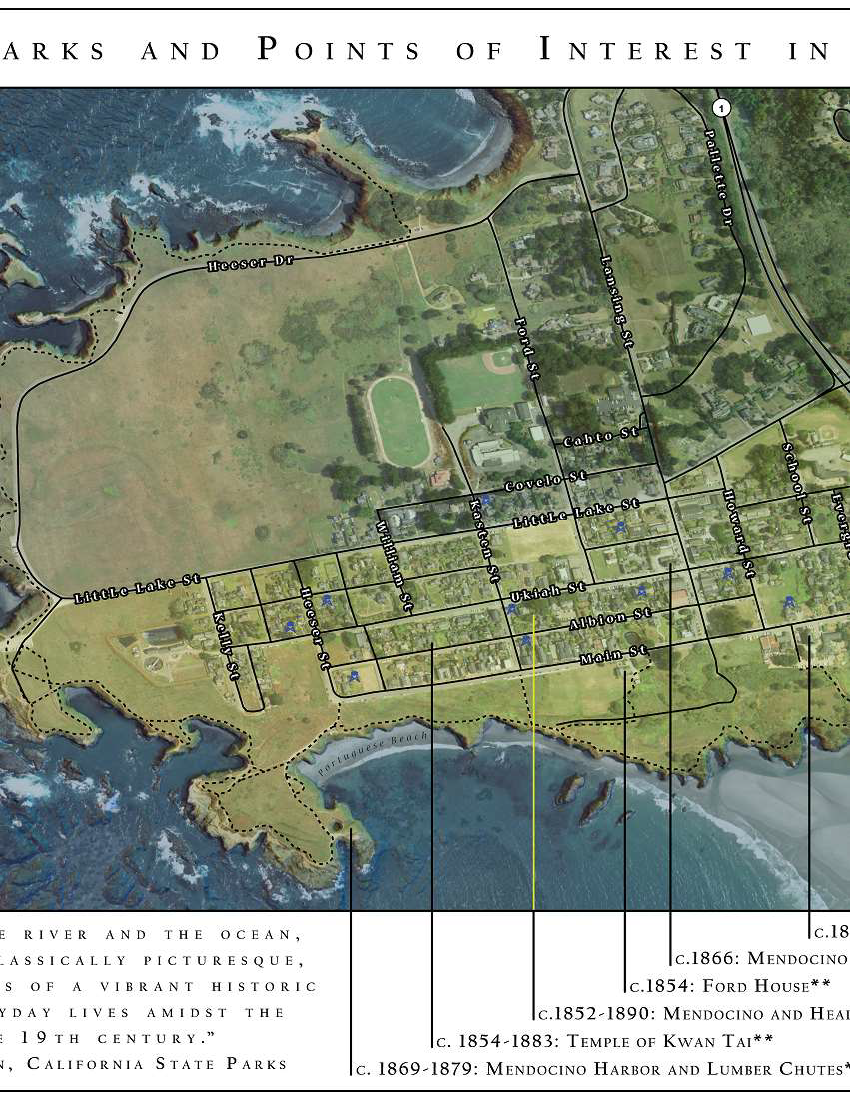 ARKS AND POINTS OF INTEREST IN
1
Pallette Dr
Heeser Dr
Lansing St
Ford St
Cahto St
School St
Covelo St
Little Lake St
Howard St
Kasten St
William St
Little Lake St
Ukiah St
Heeser St
Kelly St
Albion St
Main St
Portuguese Beach
E RIVER AND THE OCEAN,
LASSICALLY PICTURESQUE,
S OF A VIBRANT HISTORIC
YDAY LIVES AMIDST THE
E 19TH CENTURY.”
N, CALIFORNIA STATE PARKS
C.18
C.1866: MENDOCINO
C.1854: FORD HOUSE**
C.1852-1890: MENDOCINO AND HEA
C. 1854-1883: TEMPLE OF KWAN TAI**
C. 1869-1879: MENDOCINO HARBOR AND LUMBER CHUTES*